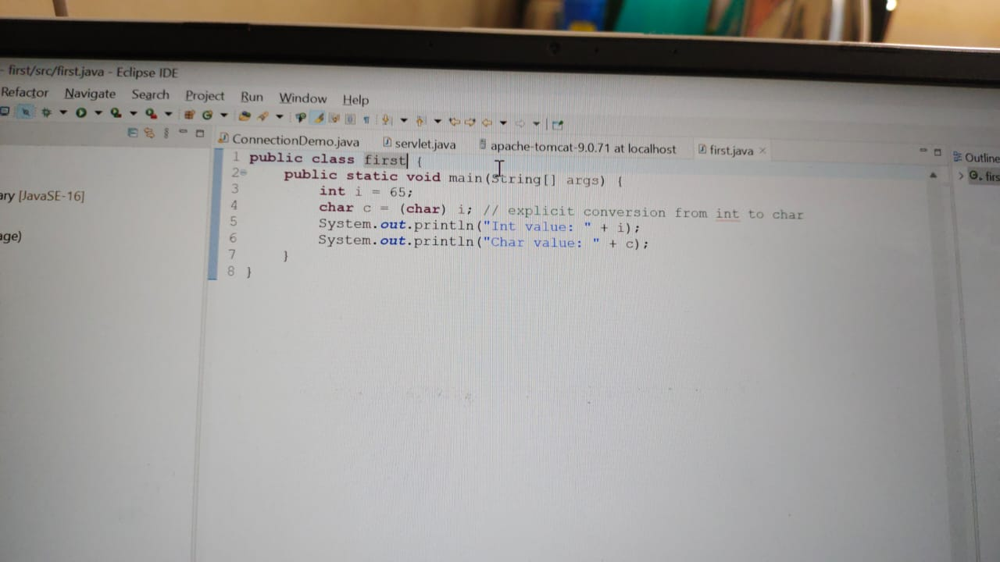 - first/src/first.java - Eclipse IDE
Refactor Navigate Search Project Run Window Help
ConnectionDemo.java servlet.java apache-tomcat-9.0.71 at localhost first.java
Outline
ary [JavaSE-16]
age)
firs
1 public class first {
2 public static void main(String[] args) {
3 int i = 65;
4 char c = (char) i; // explicit conversion from int to char
5 System.out.println("Int value: " + i);
6 System.out.println("Char value: " + c);
7 }
8 }